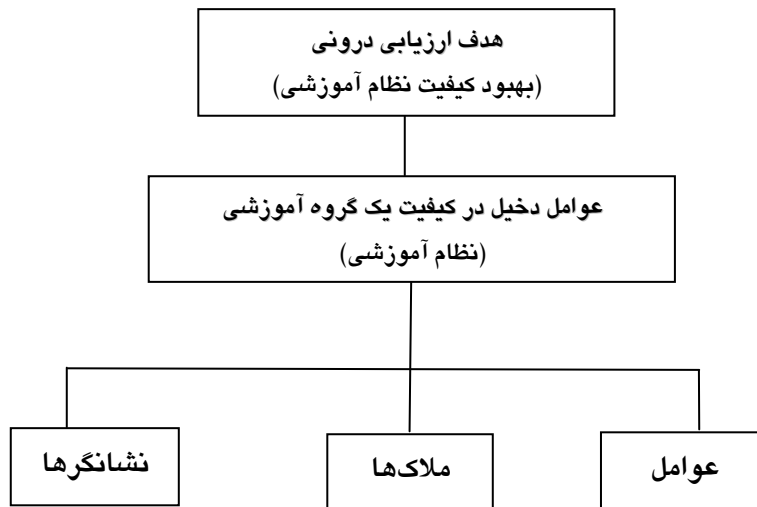 هدف ارزیابی درونی
(بهبود کیفیت نظام آموزشی)
عوامل دخیل در کیفیت یک گروه آموزشی
(نظام آموزشی)
عوامل
ملاک‌ها
نشانگرها